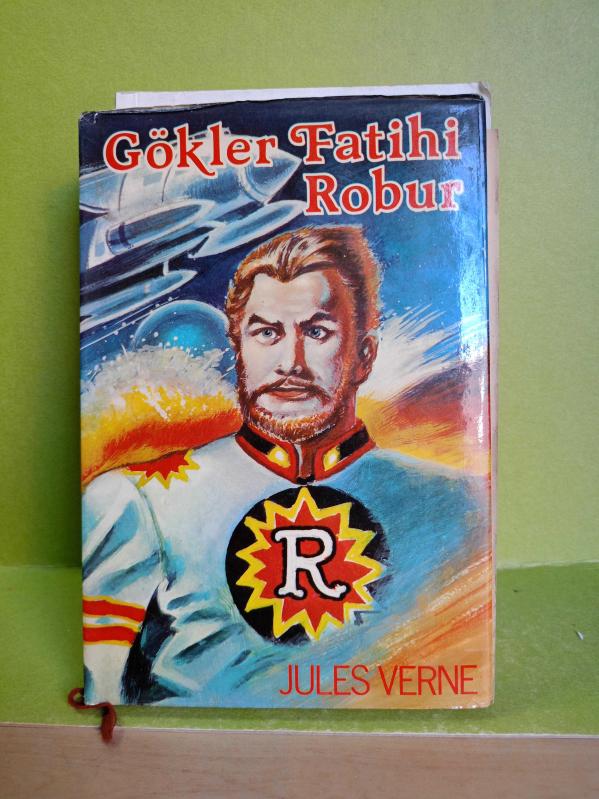 Gökler Fatihi
Robur
R
JULES VERNE